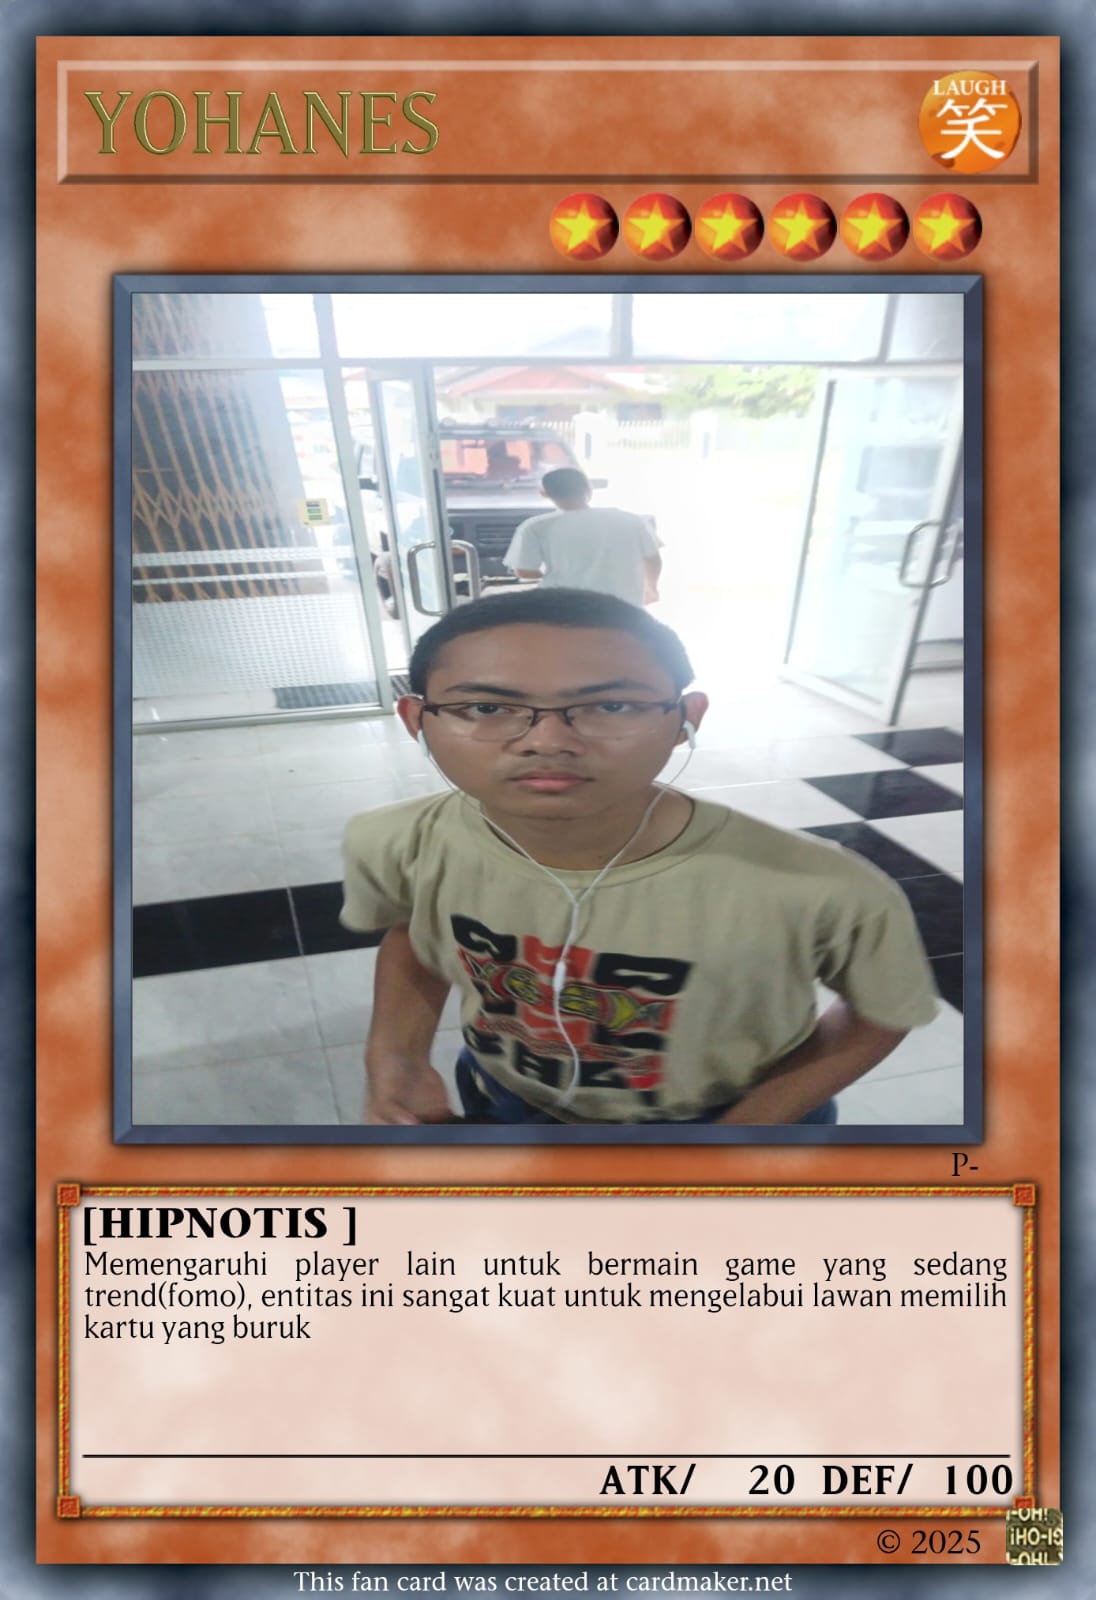 YOHANES
LAUGH
笑
P-
[HIPNOTIS ]
Memengaruhi player lain untuk bermain game yang sedang
trend(fomo), entitas ini sangat kuat untuk mengelabui lawan memilih
kartu yang buruk
ATK/ 20 DEF/ 100
© 2025
This fan card was created at cardmaker.net